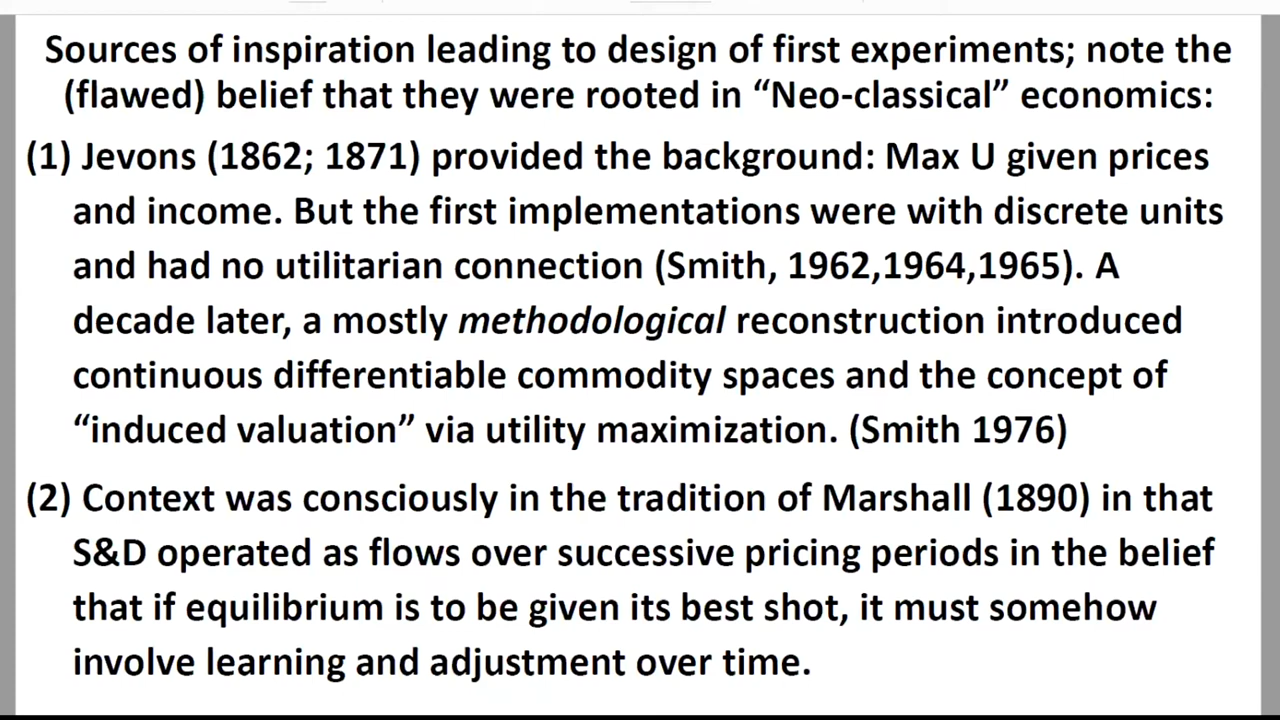 Sources of inspiration leading to design of first experiments; note the
(flawed) belief that they were rooted in “Neo-classical” economics:
(1) Jevons (1862; 1871) provided the background: Max U given prices
and income. But the first implementations were with discrete units
and had no utilitarian connection (Smith, 1962,1964,1965). A
decade later, a mostly methodological reconstruction introduced
continuous differentiable commodity spaces and the concept of
“induced valuation” via utility maximization. (Smith 1976)
(2) Context was consciously in the tradition of Marshall (1890) in that
S&D operated as flows over successive pricing periods in the belief
that if equilibrium is to be given its best shot, it must somehow
involve learning and adjustment over time.